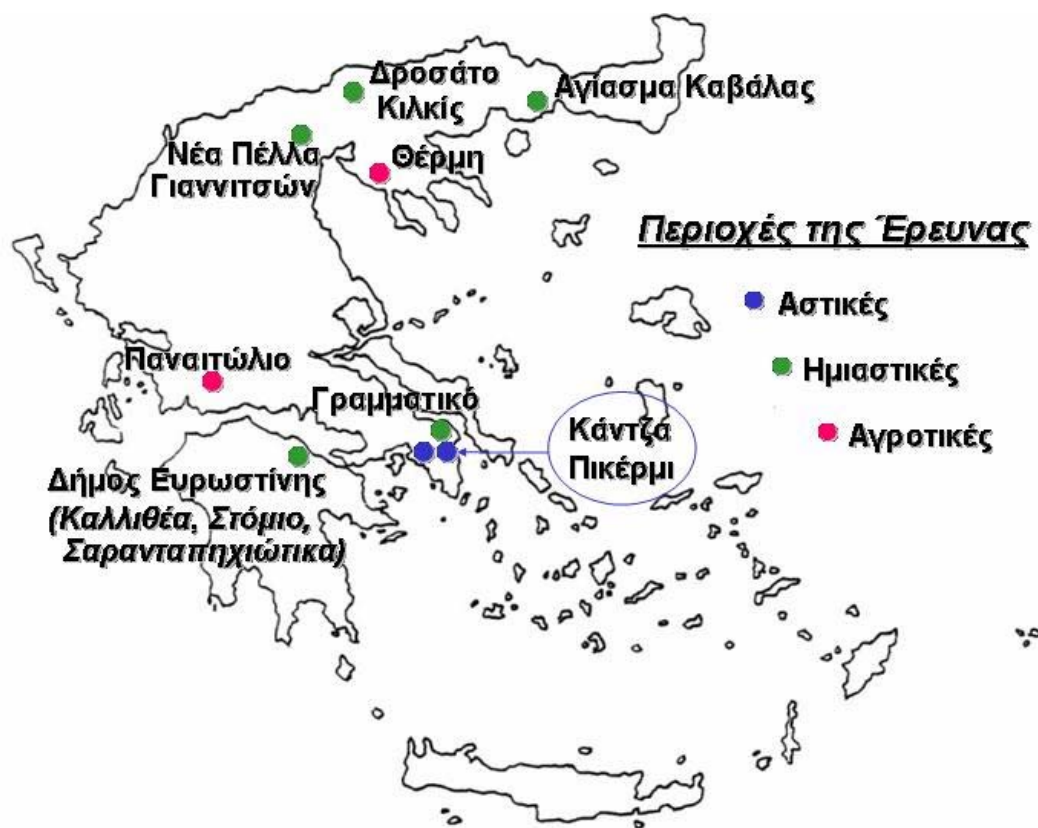 Δροσάτο
Κιλκίς
Αγίασμα Καβάλας
Νέα Πέλλα
Γιαννιτσών
Θέρμη
Περιοχές της Έρευνας
Αστικές
Ημιαστικές
Αγροτικές
Παναιτώλιο
Γραμματικό
Κάντζά
Πικέρμι
Δήμος Ευρωστίνης
(Καλλιθέα, Στόμιο,
Σαρανταπηχιώτικα)